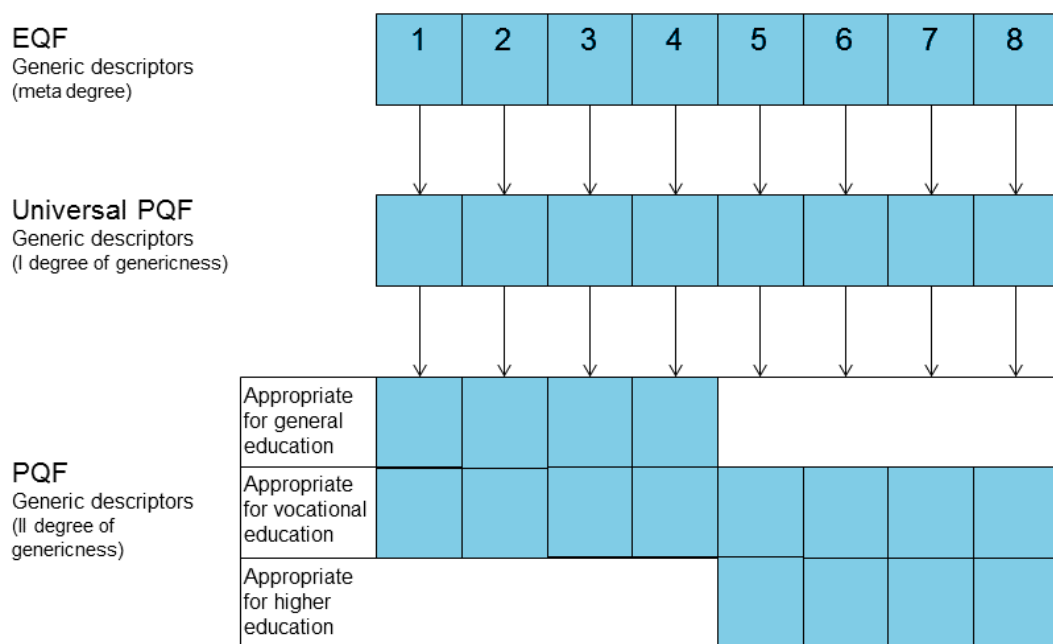 EQF
Generic descriptors
(meta degree)
1 2 3 4 5 6 7 8
Universal PQF
Generic descriptors
(I degree of genericness)
PQF
Generic descriptors
(II degree of
genericness)
Appropriate
for general
education
Appropriate
for vocational
education
Appropriate
for higher
education